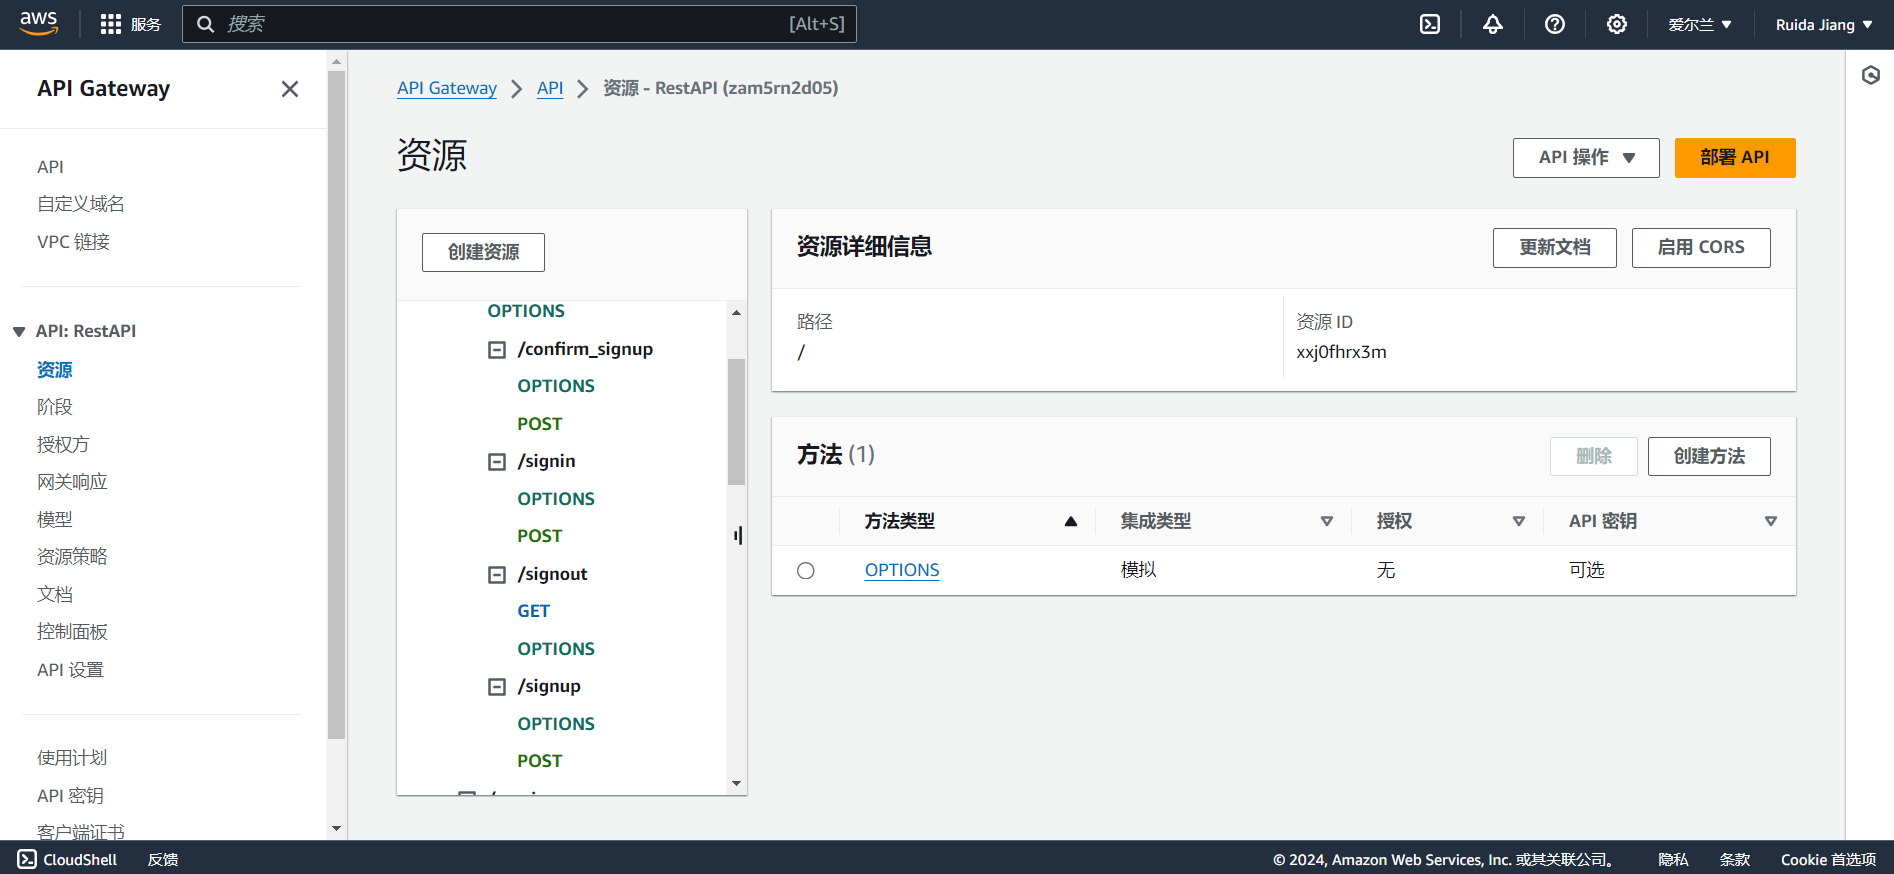 aws 服务 搜索 [Alt+S] 爱尔兰 Ruida Jiang
API Gateway
API
自定义域名
VPC 链接
API: RestAPI
资源
阶段
授权方
网关响应
模型
资源策略
文档
控制面板
API 设置
使用计划
API 密钥
客户端证书
API Gateway API 资源 - RestAPI (zam5rn2d05)
资源
API 操作 部署 API
创建资源
OPTIONS
/confirm_signup
OPTIONS
POST
/signin
OPTIONS
POST
/signout
GET
OPTIONS
/signup
OPTIONS
POST
资源详细信息 更新文档 启用 CORS
路径 资源 ID
/ xxj0fhrx3m
方法 (1) 删除 创建方法
方法类型 集成类型 授权 API 密钥
OPTIONS 模拟 无 可选
CloudShell 反馈 © 2024, Amazon Web Services, Inc. 或其关联公司。 隐私 条款 Cookie 首选项